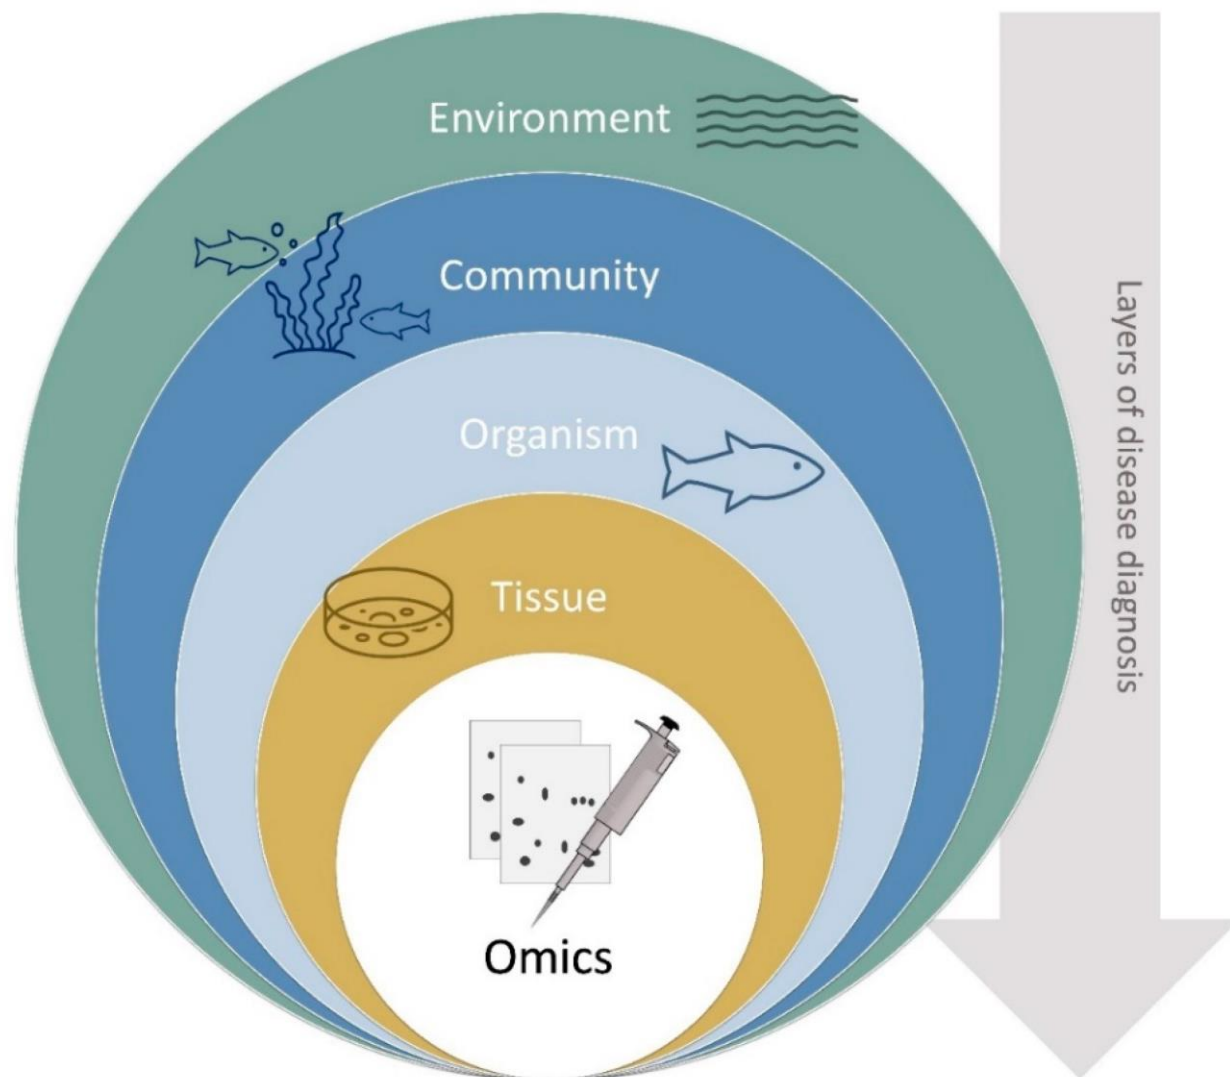 Environment
Community
Organism
Tissue
Omics
Layers of disease diagnosis